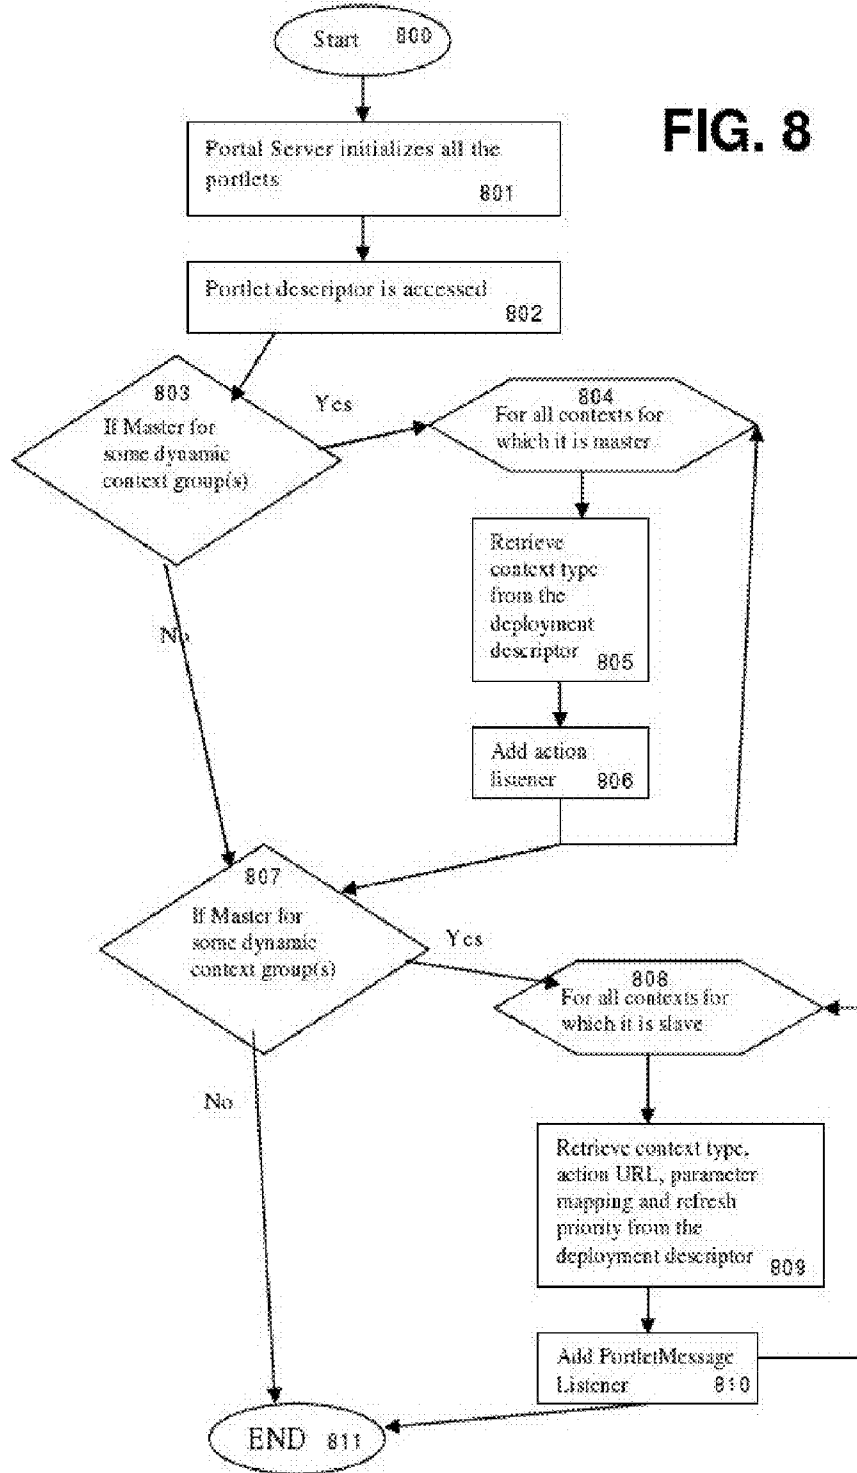 Start 800
FIG. 8
Portal Server initializes all the
portlets
801
Portlet descriptor is accessed
802
803
If Master for
some dynamic
context group(s)
Yes
804
For all contexts for
which it is master
Retrieve
context type
from the
deployment
descriptor 805
No
Add action
listener 806
807
If Master for
some dynamic
context group(s)
Yes
808
For all contexts for
which it is slave
No
Retrieve context type,
action URL, parameter
mapping and refresh
priority from the
deployment descriptor 809
Add PortletMessage
Listener 810
END 811